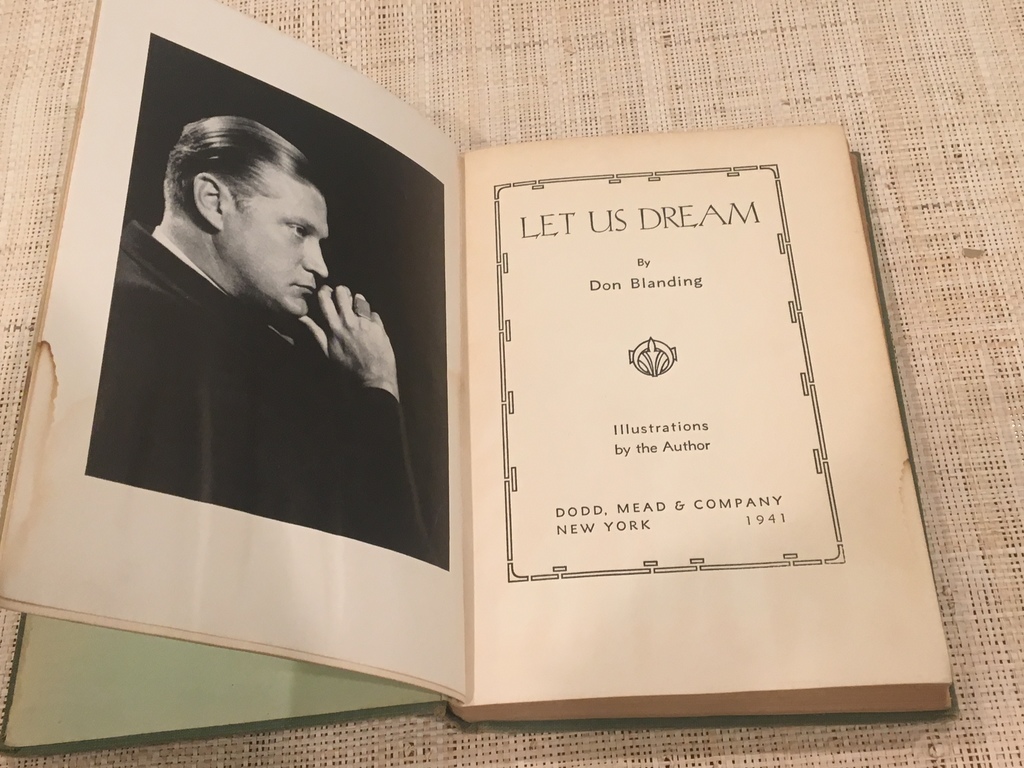 LET US DREAM
By
Don Blanding
Illustrations
by the Author
DODD, MEAD & COMPANY
NEW YORK 1941